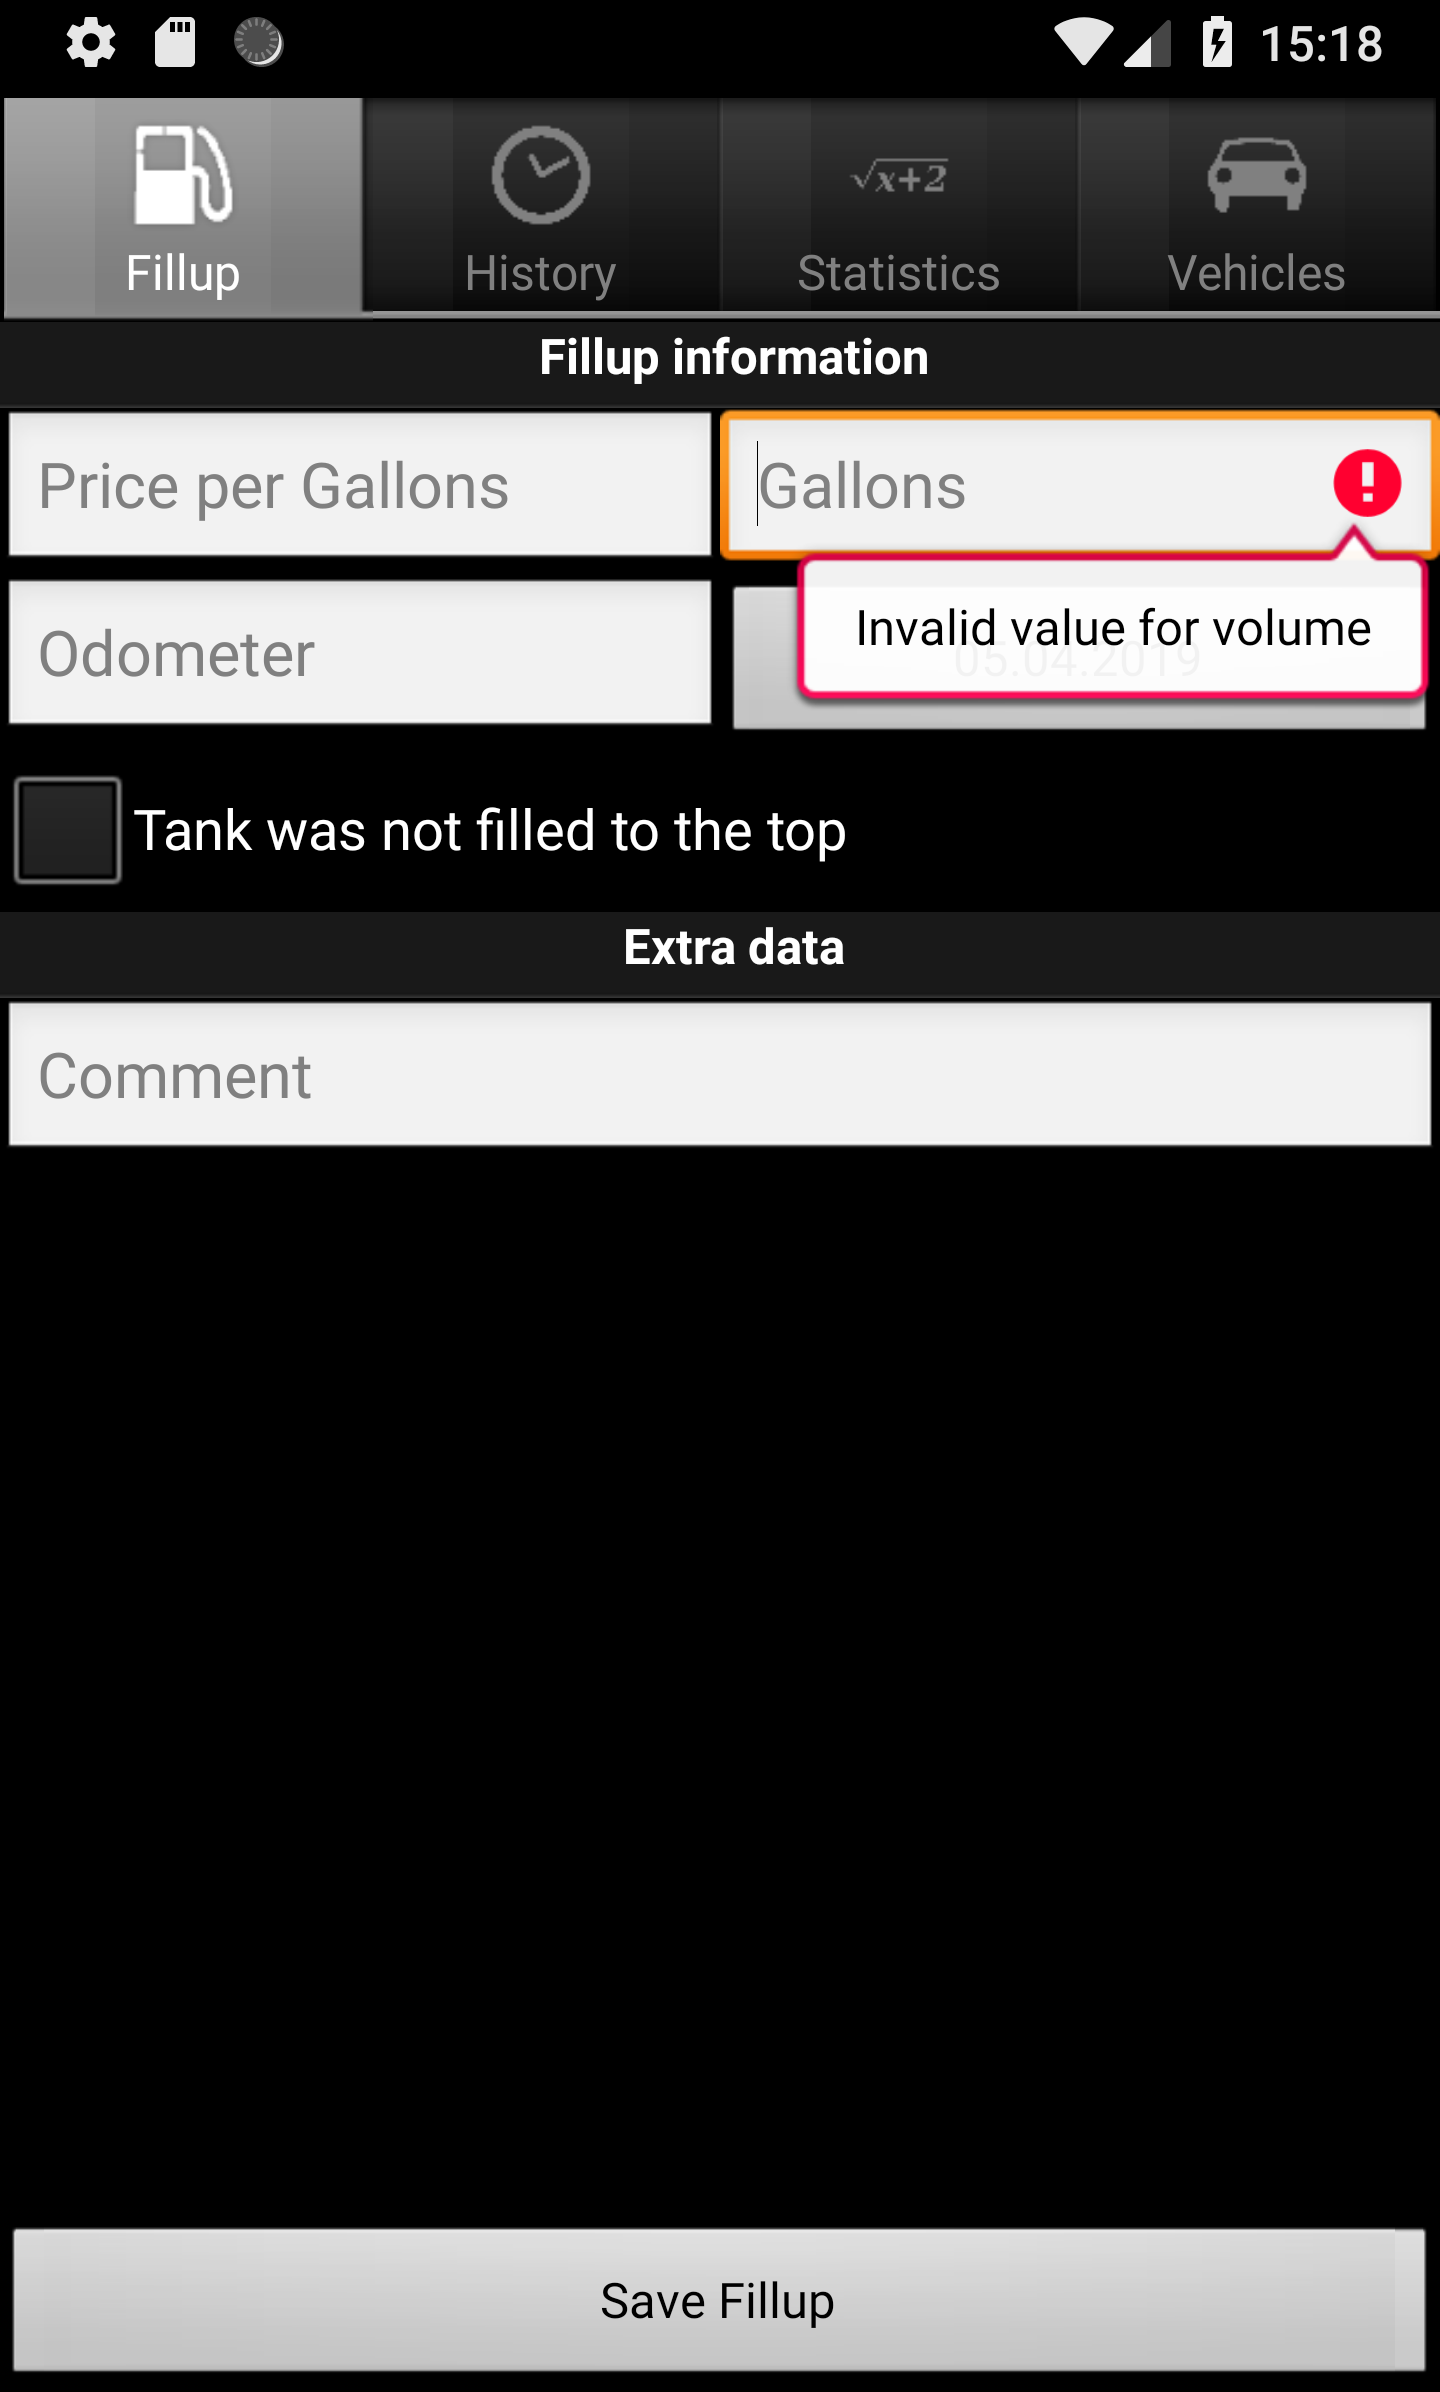 15:18
√x+2
Fillup
History
Statistics
Vehicles
Fillup information
Price per Gallons
Gallons
Invalid value for volume
Odometer
05.04.2019
Tank was not filled to the top
Extra data
Comment
Save Fillup